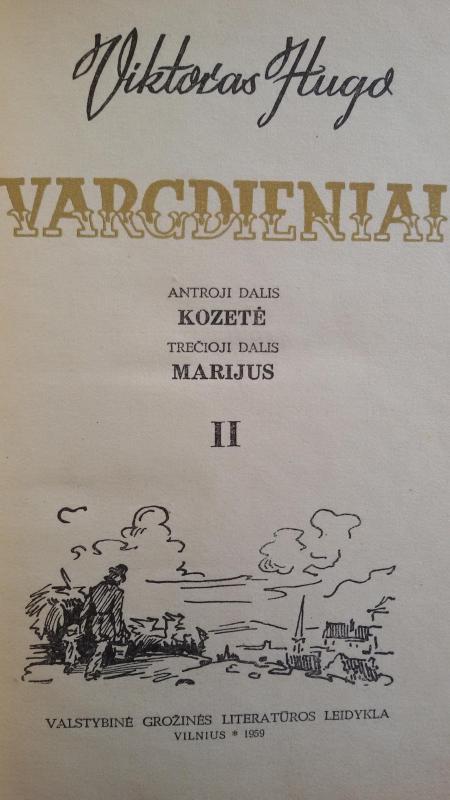 Viktoras Hugo
VARGDIENIAI
ANTROJI DALIS
KOZETĖ
TREČIOJI DALIS
MARIJUS
II
VALSTYBINĖ GROŽINĖS LITERATŪROS LEIDYKLA
VILNIUS * 1959